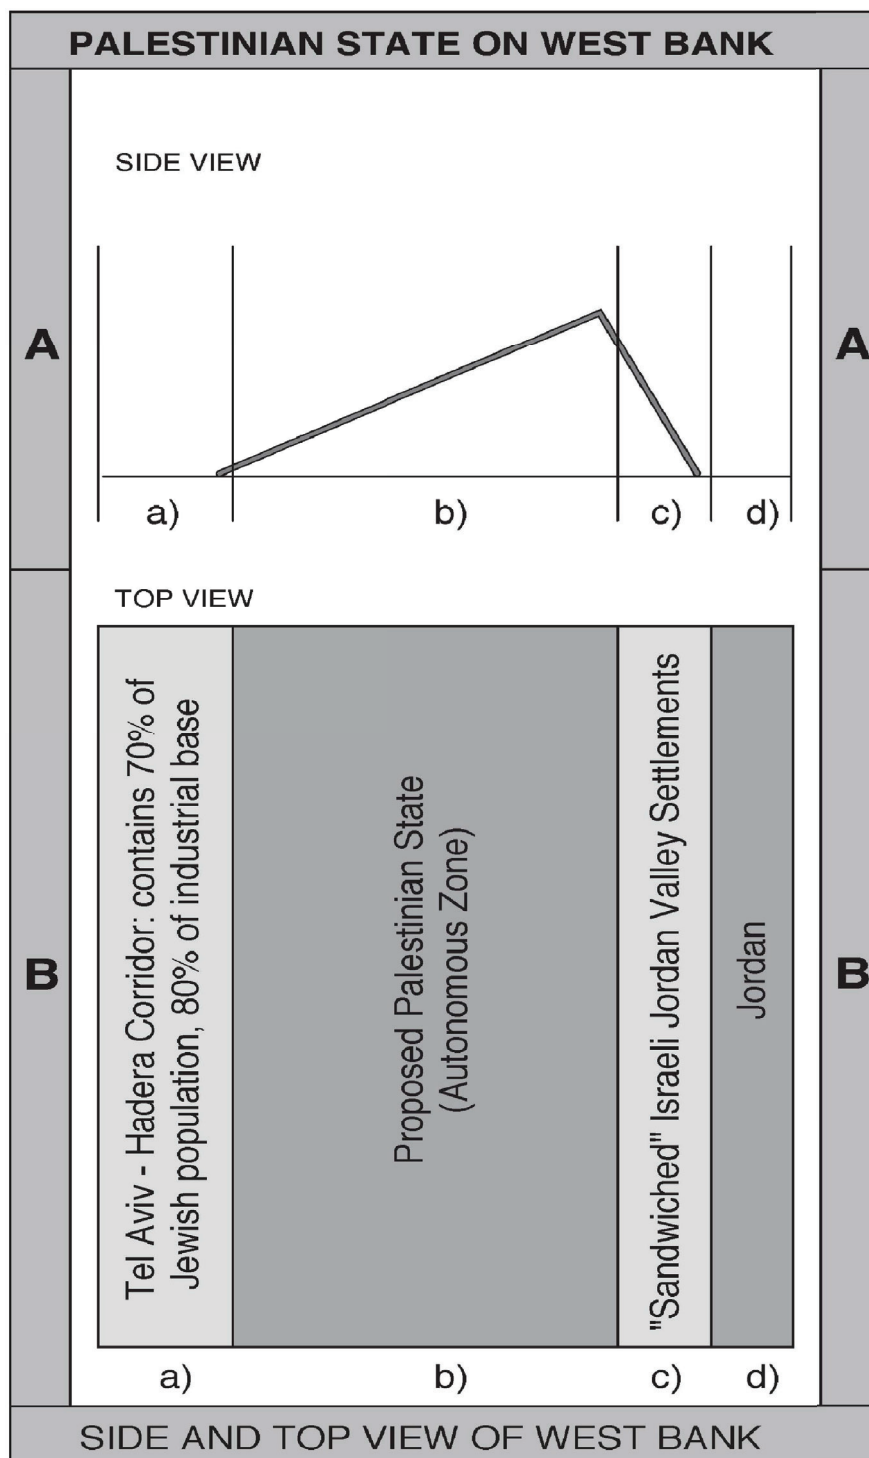 PALESTINIAN STATE ON WEST BANK
SIDE VIEW
A
A
a)
b)
c)
d)
TOP VIEW
B
B
Tel Aviv - Hadera Corridor: contains 70% of
Jewish population, 80% of industrial base
Proposed Palestinian State
(Autonomous Zone)
"Sandwiched" Israeli Jordan Valley Settlements
Jordan
a)
b)
c)
d)
SIDE AND TOP VIEW OF WEST BANK